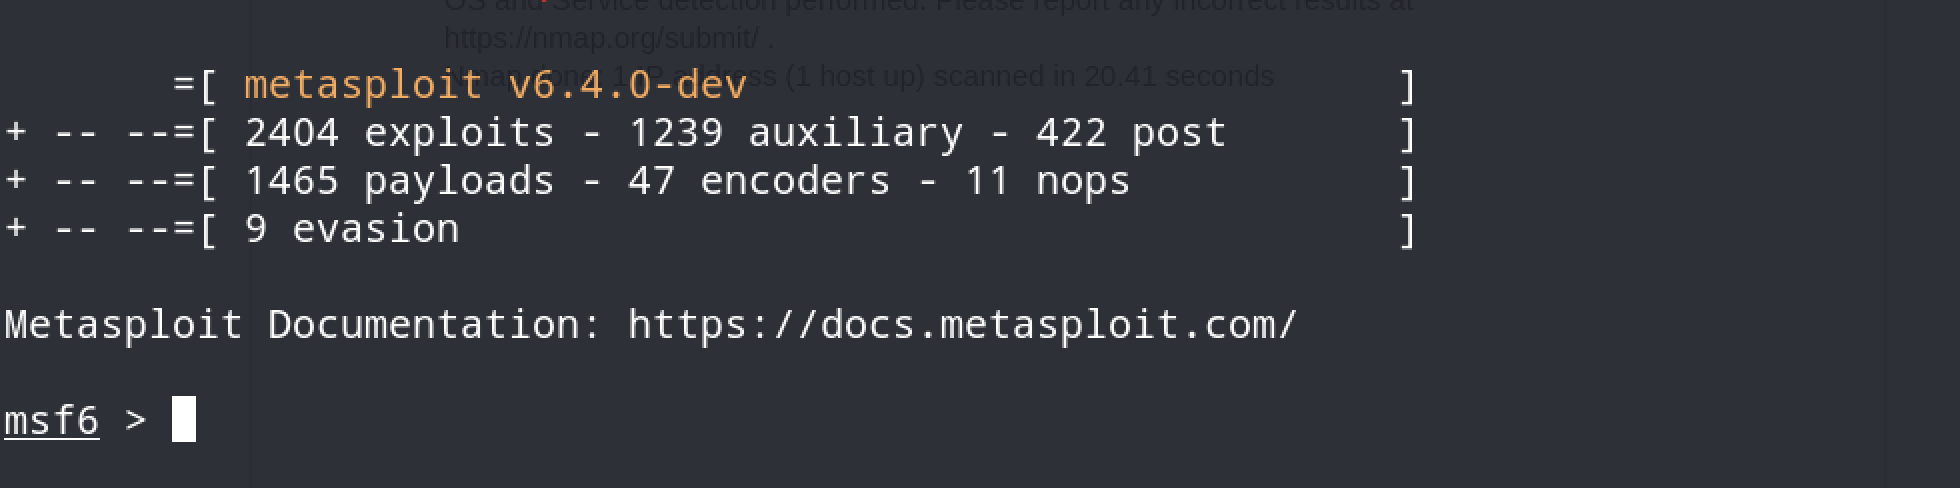 OS and Service detection performed. Please report any incorrect results at
https://nmap.org/submit/ .
Nmap done: 1 IP address (1 host up) scanned in 20.41 seconds
=[ metasploit v6.4.0-dev ]
+ -- --=[ 2404 exploits - 1239 auxiliary - 422 post ]
+ -- --=[ 1465 payloads - 47 encoders - 11 nops ]
+ -- --=[ 9 evasion ]
Metasploit Documentation: https://docs.metasploit.com/
msf6 >